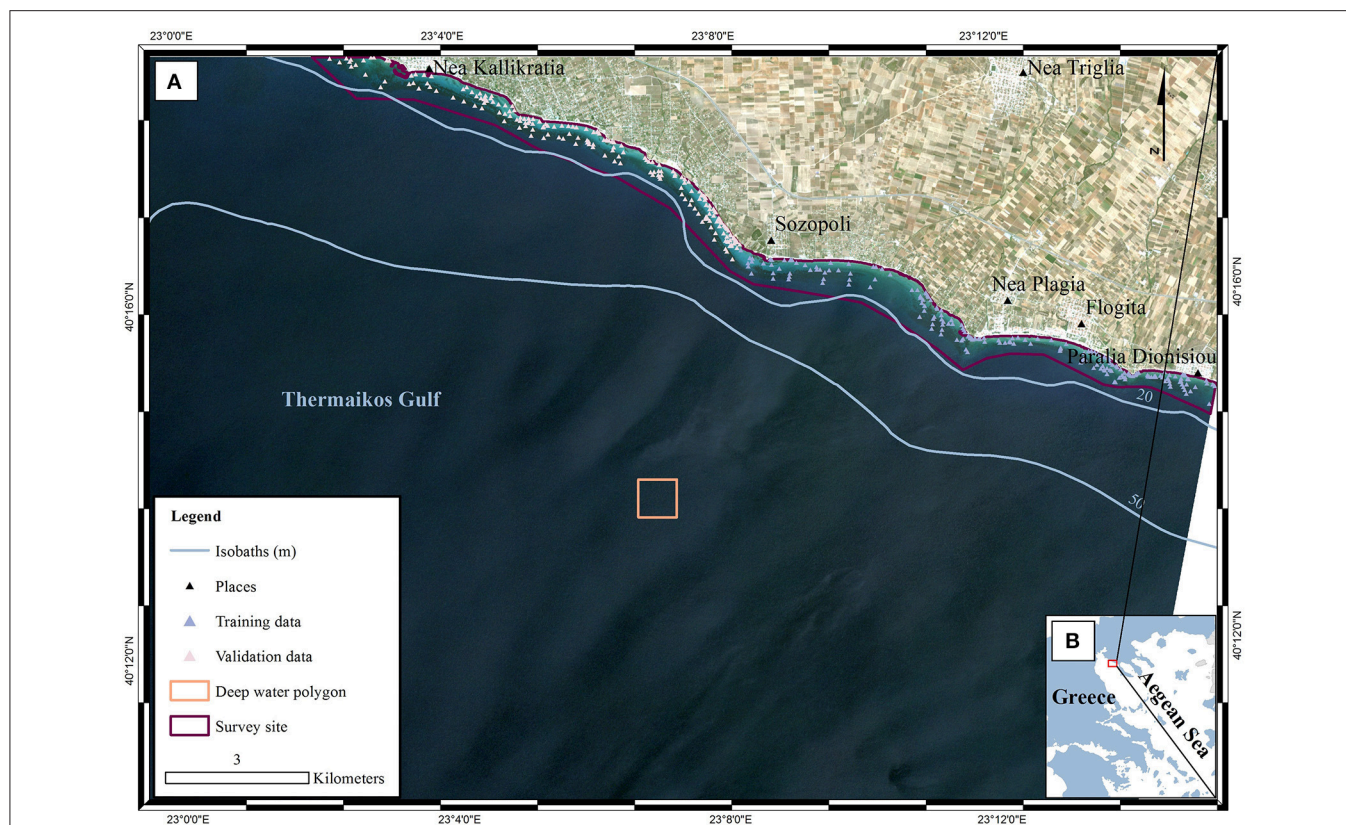 23°0'0"E
23°4'0"E
23°8'0"E
23°12'0"E
A
Nea Kallikratia
Nea Triglia
N
Sozopoli
40°16'0"N
40°16'0"N
Nea Plagia
Flogita
Paralia Dionisiou
20
Thermaikos Gulf
50
Legend
Isobaths (m)
Places
Training data
Validation data
Deep water polygon
Survey site
3
Kilometers
40°12'0"N
40°12'0"N
B
Greece
Aegean Sea
23°0'0"E
23°4'0"E
23°8'0"E
23°12'0"E